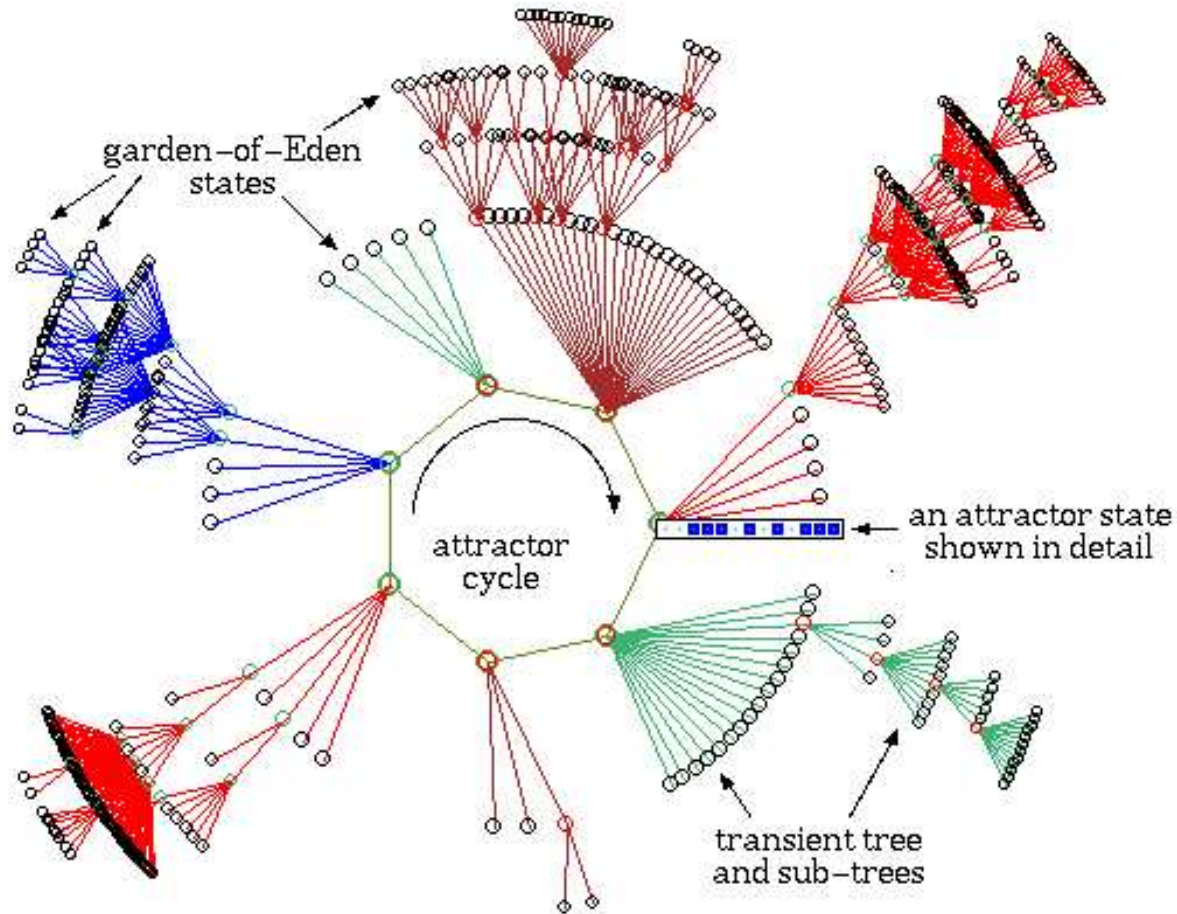 garden-of-Eden
states
attractor
cycle
an attractor state
shown in detail
transient tree
and sub-trees